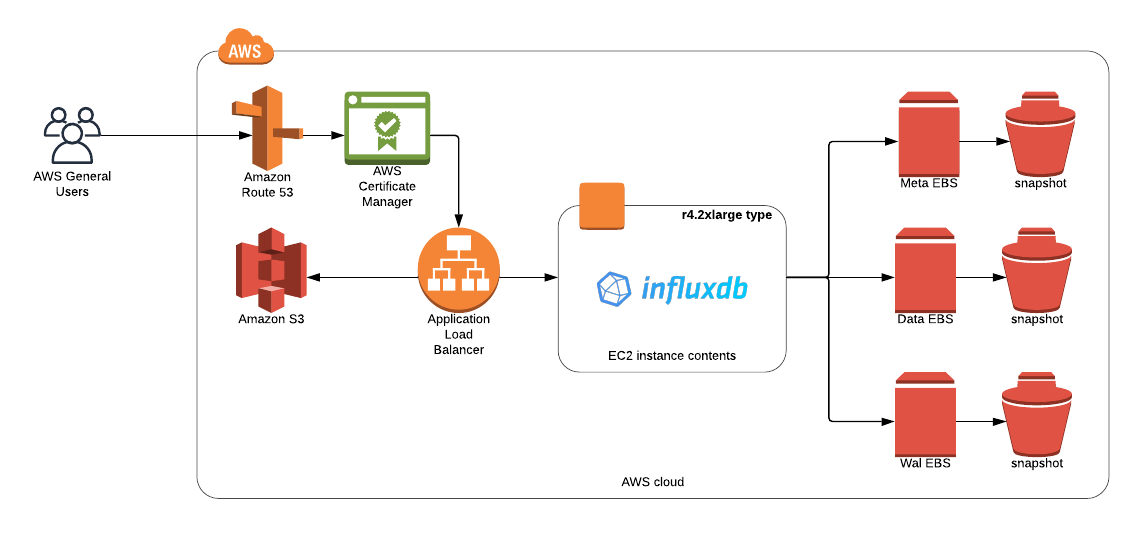 AWS
AWS General
Users
Amazon
Route 53
AWS
Certificate
Manager
Meta EBS
snapshot
r4.2xlarge type
influxdb
EC2 instance contents
Amazon S3
Application
Load
Balancer
Data EBS
snapshot
Wal EBS
snapshot
AWS cloud